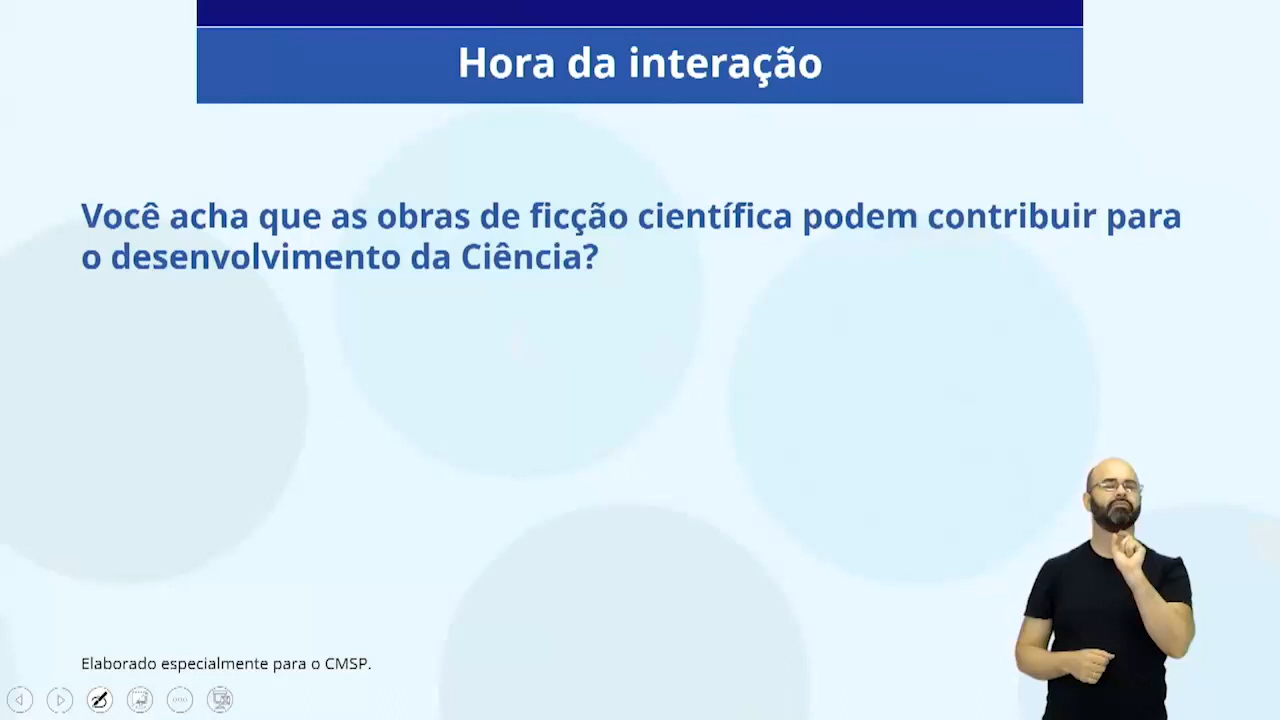 Hora da interação
Você acha que as obras de ficção científica podem contribuir para
o desenvolvimento da Ciência?
Elaborado especialmente para o CMSP.